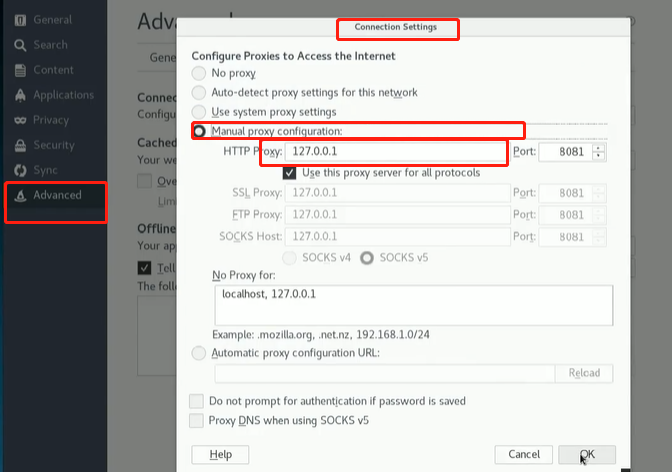 General
Search
Content
Applications
Privacy
Security
Sync
Advanced
Adva
Gene
Connec
Configu
Cached
Your we
Ove
Lim
Offlin
Your ap
Tell
The follo
Connection Settings
Configure Proxies to Access the Internet
No proxy
Auto-detect proxy settings for this network
Use system proxy settings
Manual proxy configuration:
HTTP Proxy: 127.0.0.1 Port: 8081
Use this proxy server for all protocols
SSL Proxy: 127.0.0.1 Port: 8081
FTP Proxy: 127.0.0.1 Port: 8081
SOCKS Host: 127.0.0.1 Port: 8081
SOCKS v4 SOCKS v5
No Proxy for:
localhost, 127.0.0.1
Example: .mozilla.org, .net.nz, 192.168.1.0/24
Automatic proxy configuration URL:
Reload
Do not prompt for authentication if password is saved
Proxy DNS when using SOCKS v5
Help Cancel OK